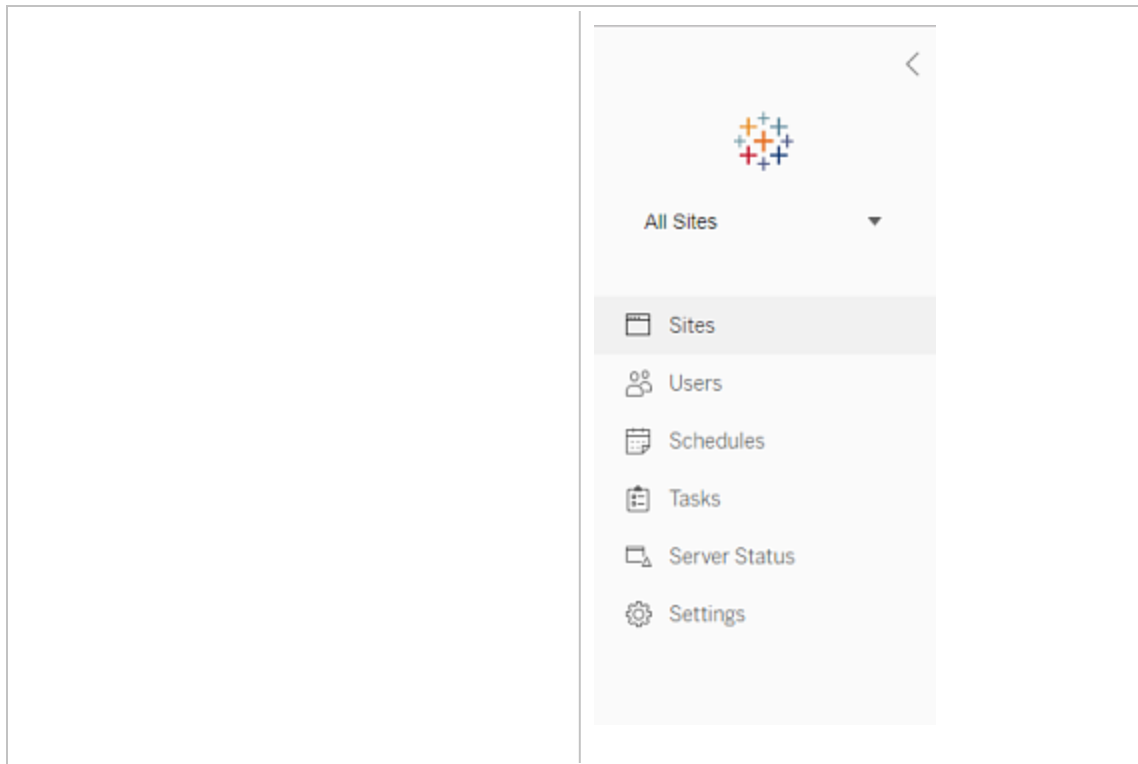 All Sites
Sites
Users
Schedules
Tasks
Server Status
Settings